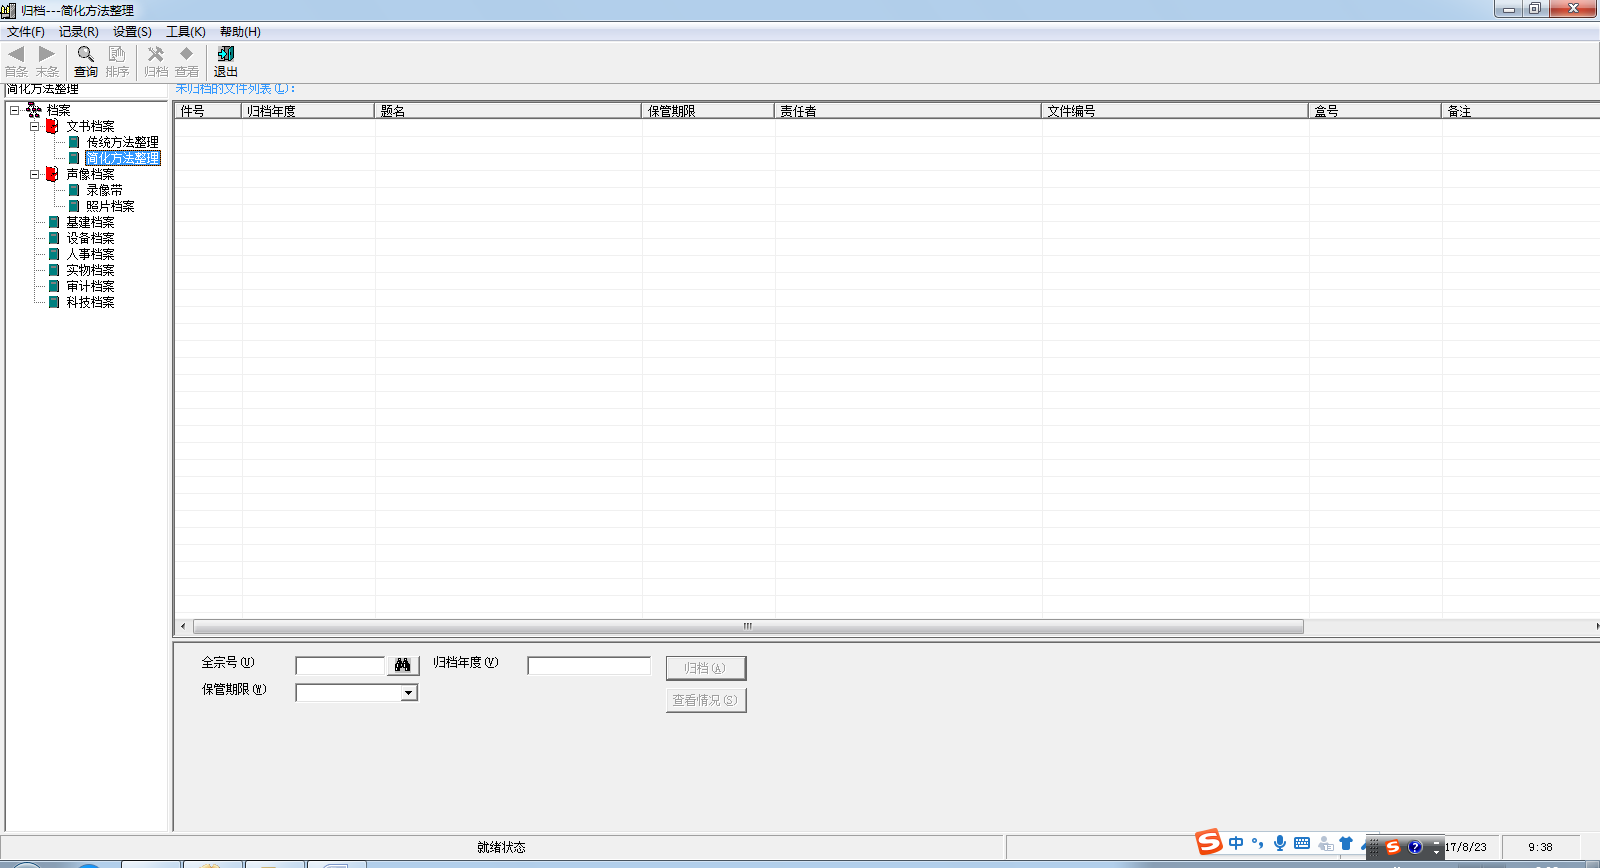 归档---简化方法整理
文件(F) 记录(R) 设置(S) 工具(K) 帮助(H)
首条 末条 查询 排序 归档 查看 退出
简化方法整理 未归档的文件列表(L):
件号 归档年度 题名 保管期限 责任者 文件编号 盒号 备注
档案
文书档案
传统方法整理
简化方法整理
声像档案
录像带
照片档案
基建档案
设备档案
人事档案
实物档案
审计档案
科技档案
全宗号(U) 归档年度(Y) 归档(A)
保管期限(W) 查看情况(S)
就绪状态 中 17/8/23 9:38